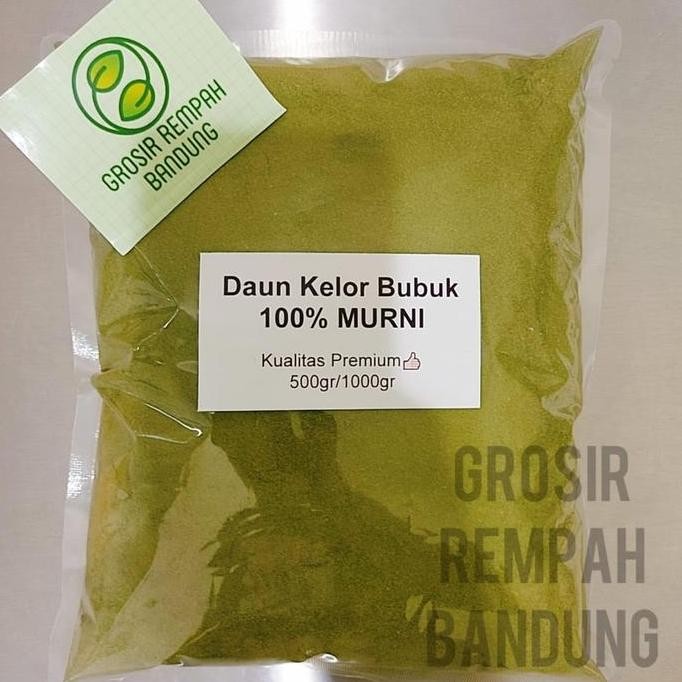 GROSIR REMPAH
BANDUNG
Daun Kelor Bubuk
100% MURNI
Kualitas Premium👍
500gr/1000gr
GROSIR
REMPAH
BANDUNG